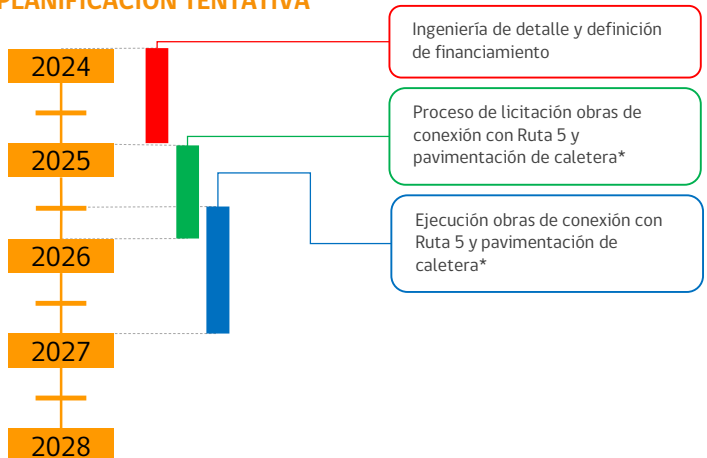 PLANIFICACIÓN TENTATIVA
2024
2025
2026
2027
2028
Ingeniería de detalle y definición
de financiamiento
Proceso de licitación obras de
conexión con Ruta 5 y
pavimentación de caletera*
Ejecución obras de conexión con
Ruta 5 y pavimentación de
caletera*